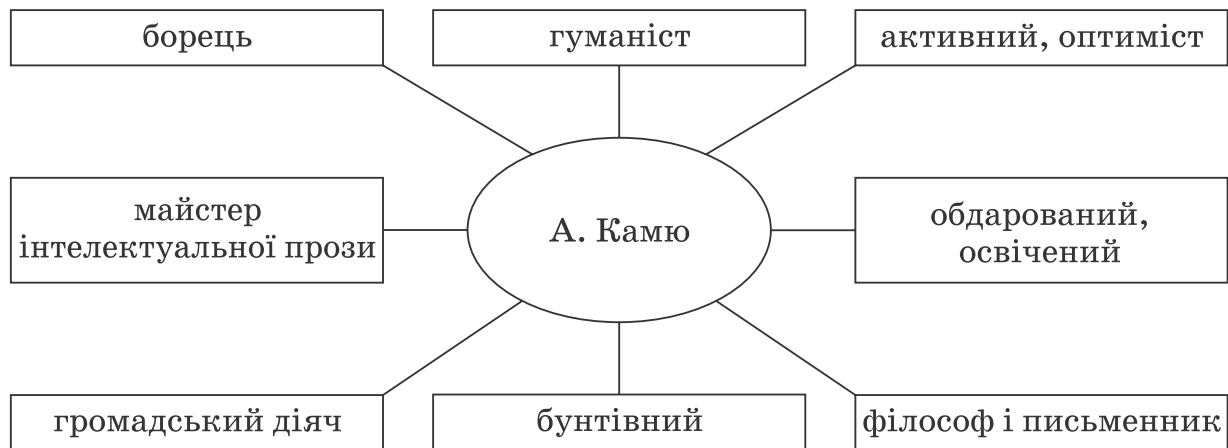 борець
гуманіст
активний, оптиміст
майстер
інтелектуальної прози
А. Камю
обдарований,
освічений
громадський діяч
бунтівний
філософ і письменник